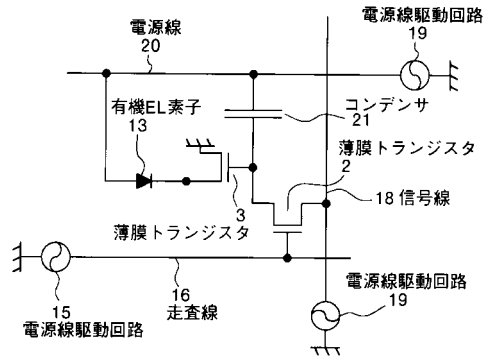 電源線駆動回路
19
電源線
20
有機EL素子
13
コンデンサ
21
薄膜トランジスタ
2
3
18 信号線
薄膜トランジスタ
16
走査線
15
電源線駆動回路
電源線駆動回路
19